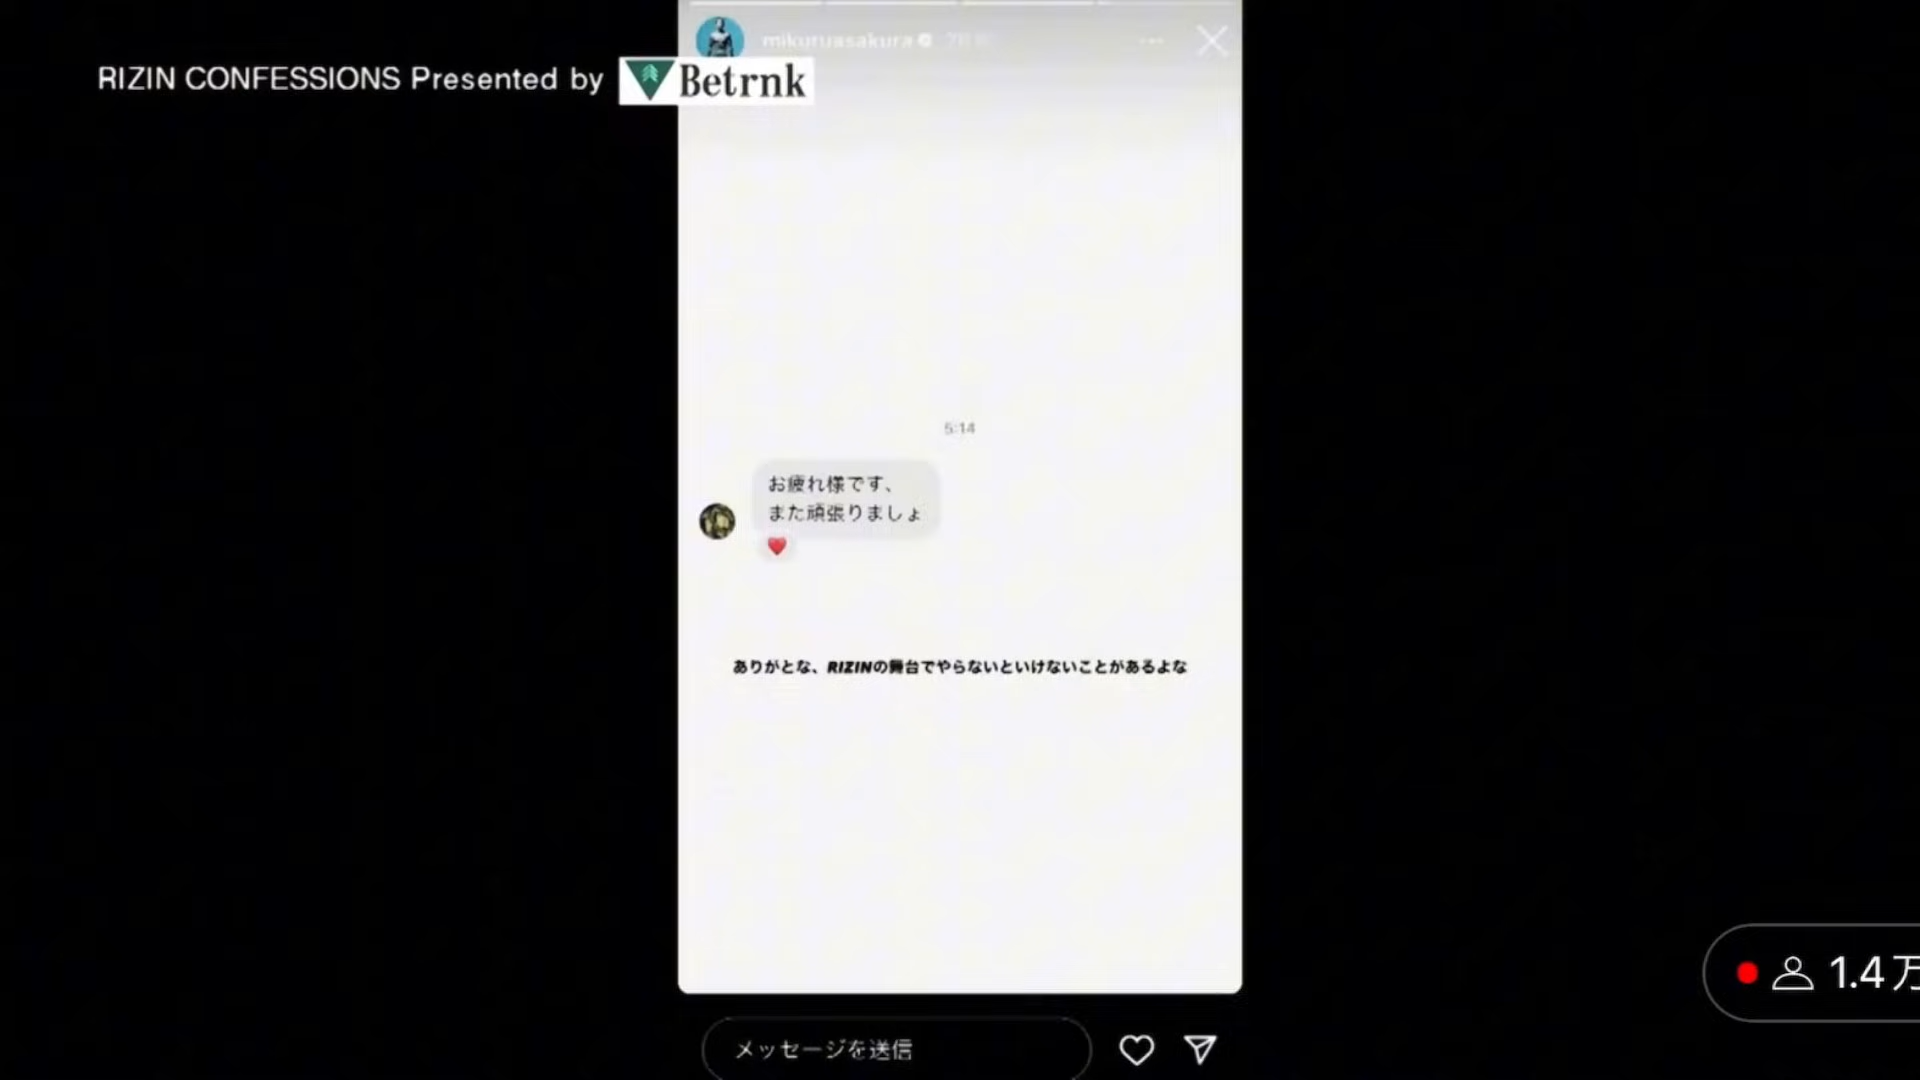 mikuruasakura
RIZIN CONFESSIONS Presented by Betrnk
5:14
お疲れ様です、
また頑張りましょ
ありがとな、RIZINの舞台でやらないといけないことがあるよな
1.4万
メッセージを送信